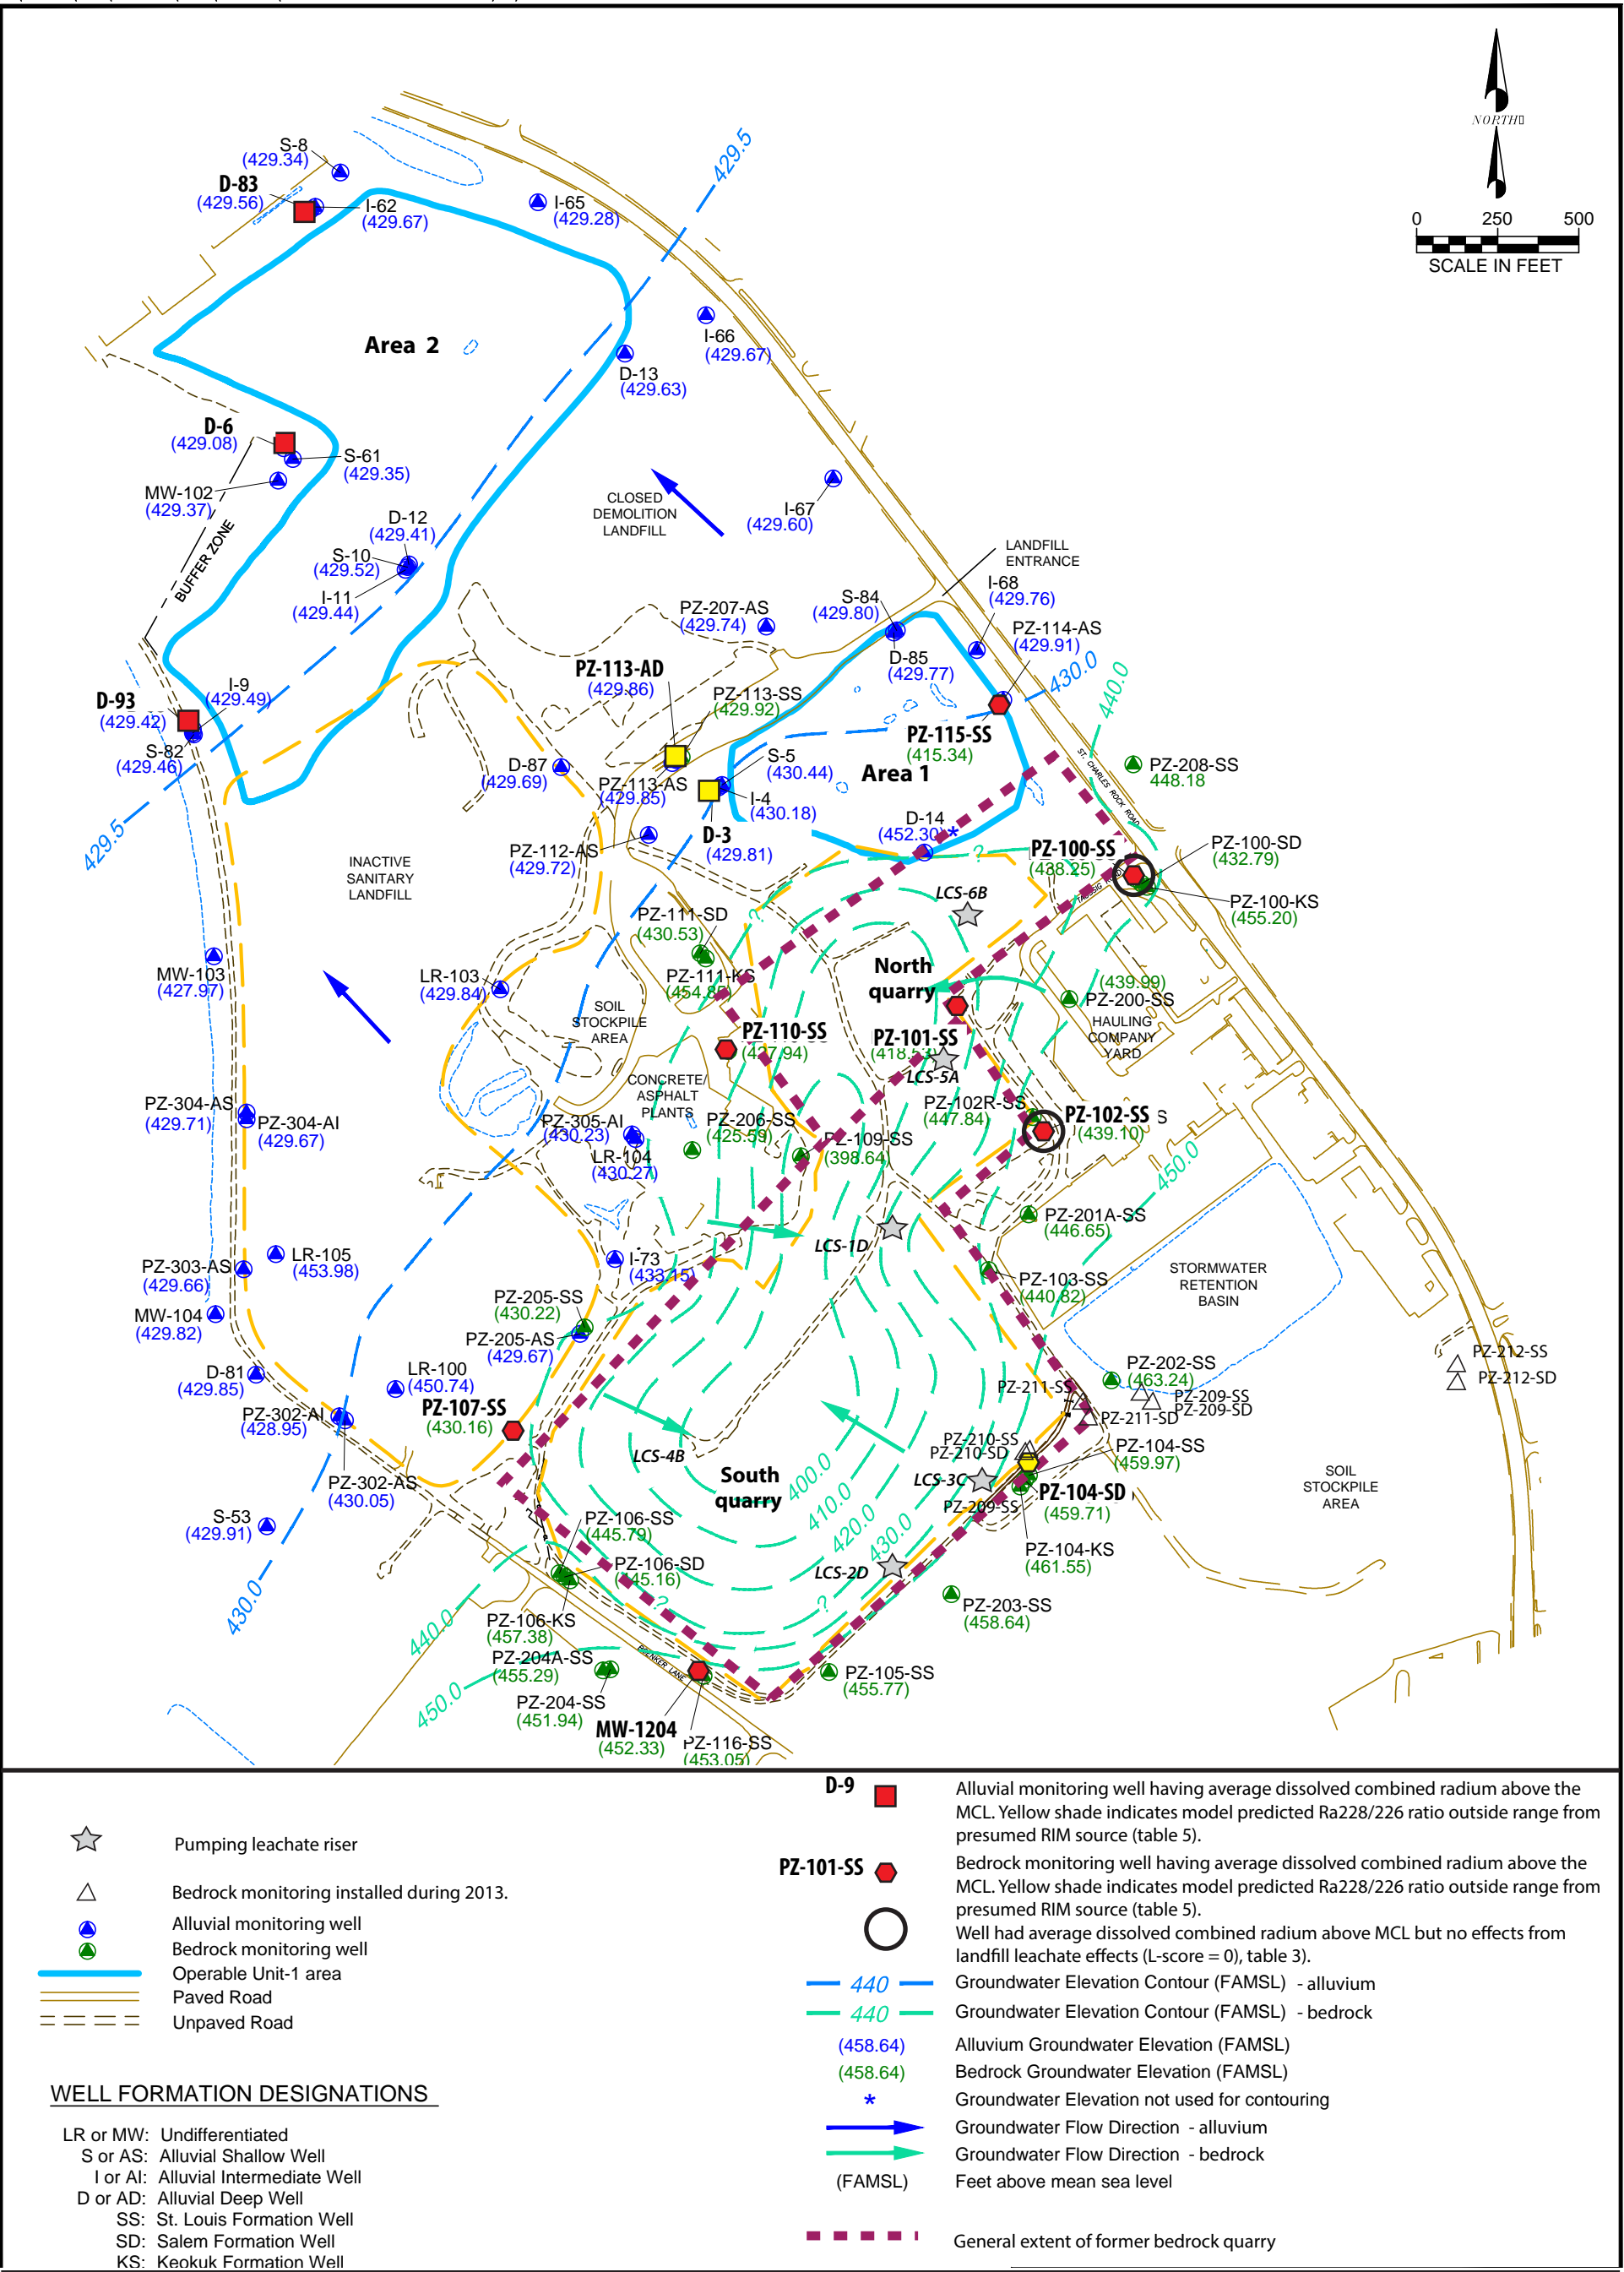 429.5
NORTH
0 250 500
SCALE IN FEET
S-8
(429.34)
D-83
(429.56)
I-62
(429.67)
I-65
(429.28)
Area 2
I-66
(429.67)
D-13
(429.63)
D-6
(429.08)
S-61
(429.35)
MW-102
(429.37)
BUFFER ZONE
CLOSED
DEMOLITION
LANDFILL
I-67
(429.60)
D-12
(429.41)
S-10
(429.52)
I-11
(429.44)
LANDFILL
ENTRANCE
I-68
(429.76)
S-84
(429.80)
PZ-207-AS
(429.74)
PZ-114-AS
(429.91)
D-85
(429.77)
430.0
440.0
PZ-113-AD
(429.86)
PZ-113-SS
(429.92)
I-9
(429.49)
D-93
(429.42)
S-82
(429.46)
429.5
PZ-115-SS
(415.34)
D-87
(429.69)
PZ-113-AS
(429.85)
S-5
(430.44)
Area 1
I-4
(430.18)
ST. CHARLES ROCK ROAD
PZ-208-SS
448.18
D-3
(429.81)
D-14
(452.30)*
PZ-112-AS
(429.72)
PZ-100-SS
(438.25)
PZ-100-SD
(432.79)
PZ-100-KS
(455.20)
TAUSSIG ROAD
INACTIVE
SANITARY
LANDFILL
?
?
LCS-6B
PZ-111-SD
(430.53)
PZ-111-KS
(454.85)
MW-103
(427.97)
LR-103
(429.84)
SOIL
STOCKPILE
AREA
North
quarry
(439.99)
PZ-200-SS
HAULING
COMPANY
YARD
PZ-110-SS
(427.94)
PZ-101-SS
LCS-5A
CONCRETE/
ASPHALT
PLANTS
PZ-102R-SS
(447.84)
PZ-102-SS
(439.10)
PZ-304-AS
(429.71)
PZ-304-AI
(429.67)
PZ-305-AI
(430.23)
LR-104
(430.27)
PZ-206-SS
(425.59)
PZ-109-SS
(398.64)
450.0
PZ-201A-SS
(446.65)
LCS-1D
LR-105
(453.98)
PZ-303-AS
(429.66)
MW-104
(429.82)
I-73
(433.15)
PZ-103-SS
(440.82)
STORMWATER
RETENTION
BASIN
PZ-205-SS
(430.22)
PZ-205-AS
(429.67)
D-81
(429.85)
LR-100
(450.74)
PZ-107-SS
(430.16)
PZ-302-AI
(428.95)
PZ-302-AS
(430.05)
PZ-202-SS
(463.24)
PZ-209-SS
PZ-209-SD
PZ-212-SS
PZ-212-SD
PZ-211-SS
PZ-211-SD
PZ-210-SS
PZ-210-SD
PZ-104-SS
(459.97)
LCS-4B
South
quarry
400.0
410.0
420.0
430.0
LCS-3C
PZ-209-SS
PZ-104-SD
(459.71)
PZ-104-KS
(461.55)
SOIL
STOCKPILE
AREA
S-53
(429.91)
430.0
PZ-106-SS
(445.79)
PZ-106-SD
(445.16)
LCS-2D
PZ-203-SS
(458.64)
?
?
440.0
PZ-106-KS
(457.38)
PZ-204A-SS
(455.29)
BOENKER LANE
PZ-105-SS
(455.77)
450.0
PZ-204-SS
(451.94)
MW-1204
(452.33)
PZ-116-SS
(453.05)
Pumping leachate riser
Bedrock monitoring installed during 2013.
Alluvial monitoring well
Bedrock monitoring well
Operable Unit-1 area
Paved Road
Unpaved Road
WELL FORMATION DESIGNATIONS
LR or MW: Undifferentiated
S or AS: Alluvial Shallow Well
I or AI: Alluvial Intermediate Well
D or AD: Alluvial Deep Well
SS: St. Louis Formation Well
SD: Salem Formation Well
KS: Keokuk Formation Well
D-9
Alluvial monitoring well having average dissolved combined radium above the
MCL. Yellow shade indicates model predicted Ra228/226 ratio outside range from
presumed RIM source (table 5).
PZ-101-SS
Bedrock monitoring well having average dissolved combined radium above the
MCL. Yellow shade indicates model predicted Ra228/226 ratio outside range from
presumed RIM source (table 5).
Well had average dissolved combined radium above MCL but no effects from
landfill leachate effects (L-score = 0), table 3).
440 Groundwater Elevation Contour (FAMSL) - alluvium
440 Groundwater Elevation Contour (FAMSL) - bedrock
(458.64) Alluvium Groundwater Elevation (FAMSL)
(458.64) Bedrock Groundwater Elevation (FAMSL)
* Groundwater Elevation not used for contouring
Groundwater Flow Direction - alluvium
Groundwater Flow Direction - bedrock
(FAMSL) Feet above mean sea level
General extent of former bedrock quarry